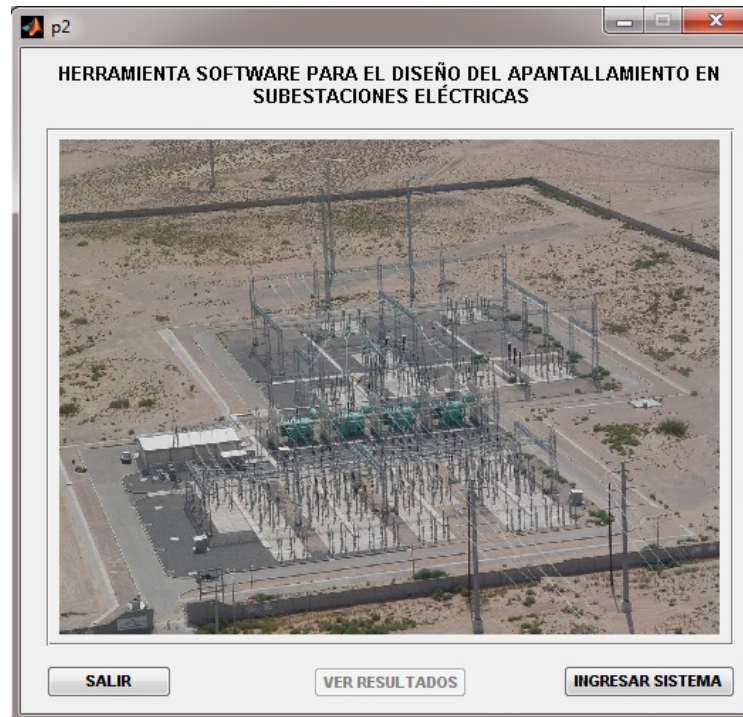 p2
HERRAMIENTA SOFTWARE PARA EL DISEÑO DEL APANTALLAMIENTO EN
SUBESTACIONES ELÉCTRICAS
SALIR
VER RESULTADOS
INGRESAR SISTEMA